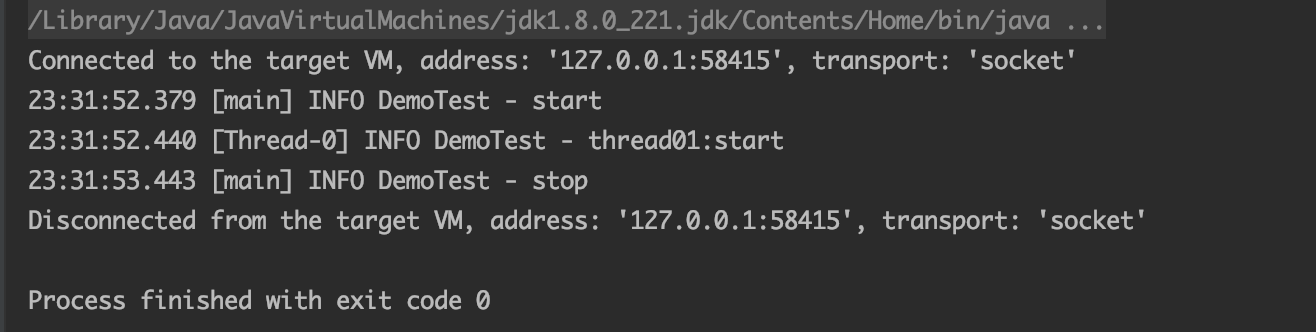 /Library/Java/JavaVirtualMachines/jdk1.8.0_221.jdk/Contents/Home/bin/java ...
Connected to the target VM, address: '127.0.0.1:58415', transport: 'socket'
23:31:52.379 [main] INFO DemoTest - start
23:31:52.440 [Thread-0] INFO DemoTest - thread01:start
23:31:53.443 [main] INFO DemoTest - stop
Disconnected from the target VM, address: '127.0.0.1:58415', transport: 'socket'
Process finished with exit code 0